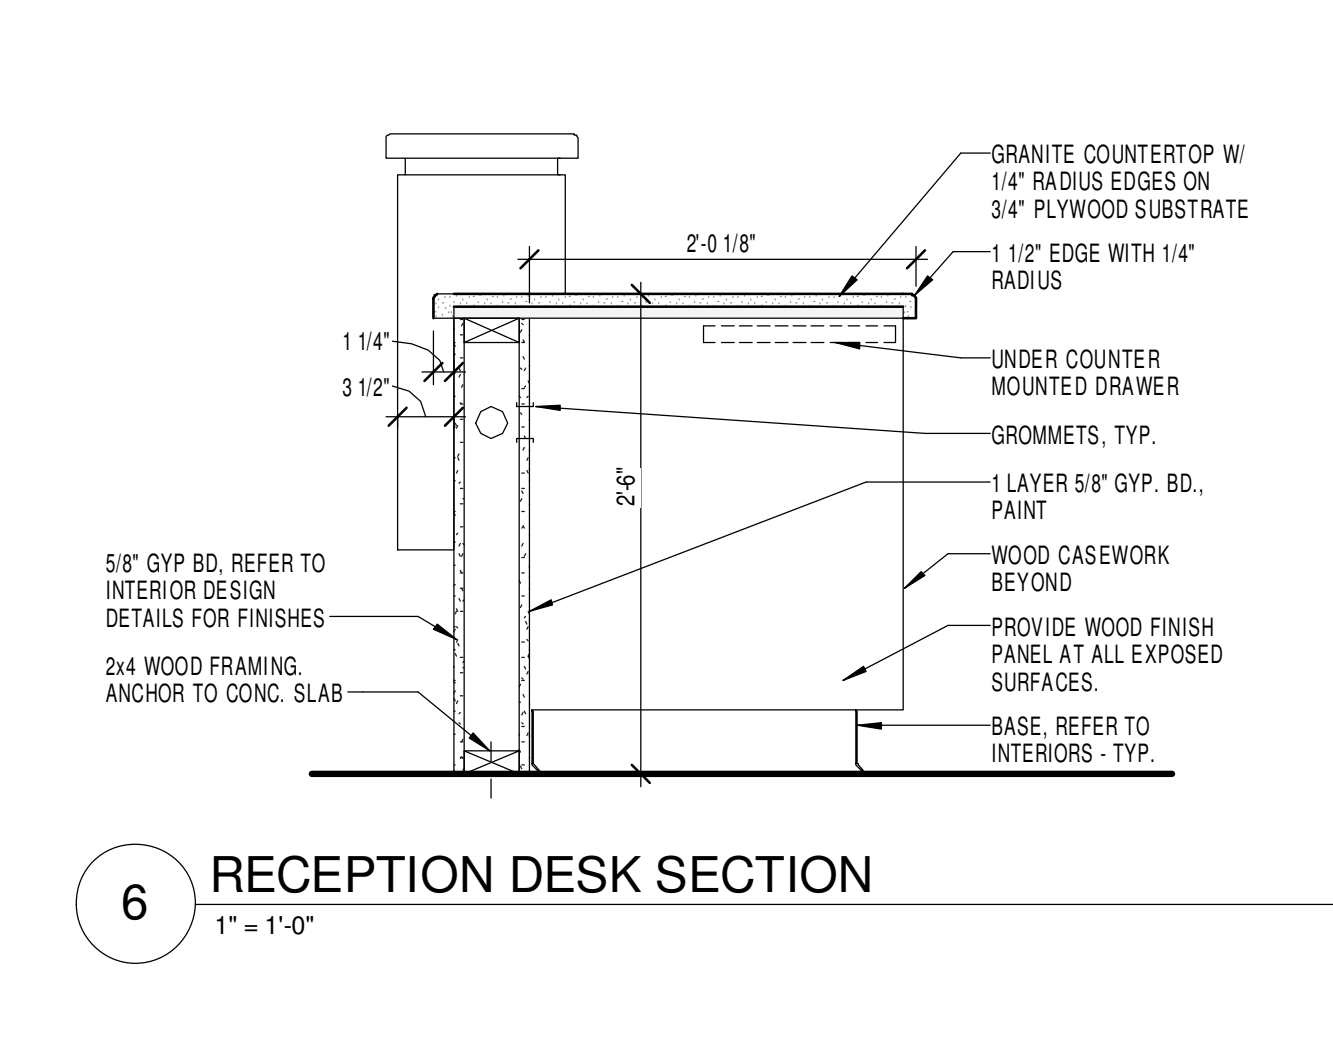 GRANITE COUNTERTOP W/
1/4" RADIUS EDGES ON
3/4" PLYWOOD SUBSTRATE
2'-0 1/8"
1 1/2" EDGE WITH 1/4"
RADIUS
1 1/4"
3 1/2"
UNDER COUNTER
MOUNTED DRAWER
GROMMETS, TYP.
2'-6"
1 LAYER 5/8" GYP. BD.,
PAINT
5/8" GYP BD, REFER TO
INTERIOR DESIGN
DETAILS FOR FINISHES
WOOD CASEWORK
BEYOND
2x4 WOOD FRAMING.
ANCHOR TO CONC. SLAB
PROVIDE WOOD FINISH
PANEL AT ALL EXPOSED
SURFACES.
BASE, REFER TO
INTERIORS - TYP.
6
RECEPTION DESK SECTION
1" = 1'-0"